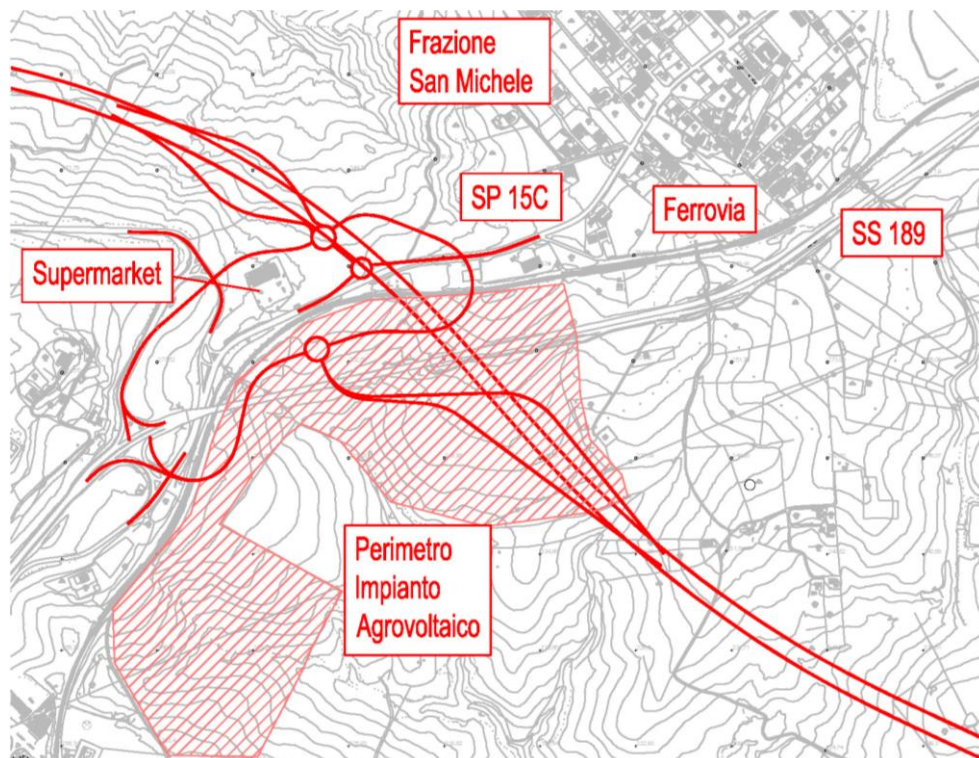 Frazione
San Michele
SP 15C
Ferrovia
SS 189
Supermarket
Perimetro
Impianto
Agrovoltaico